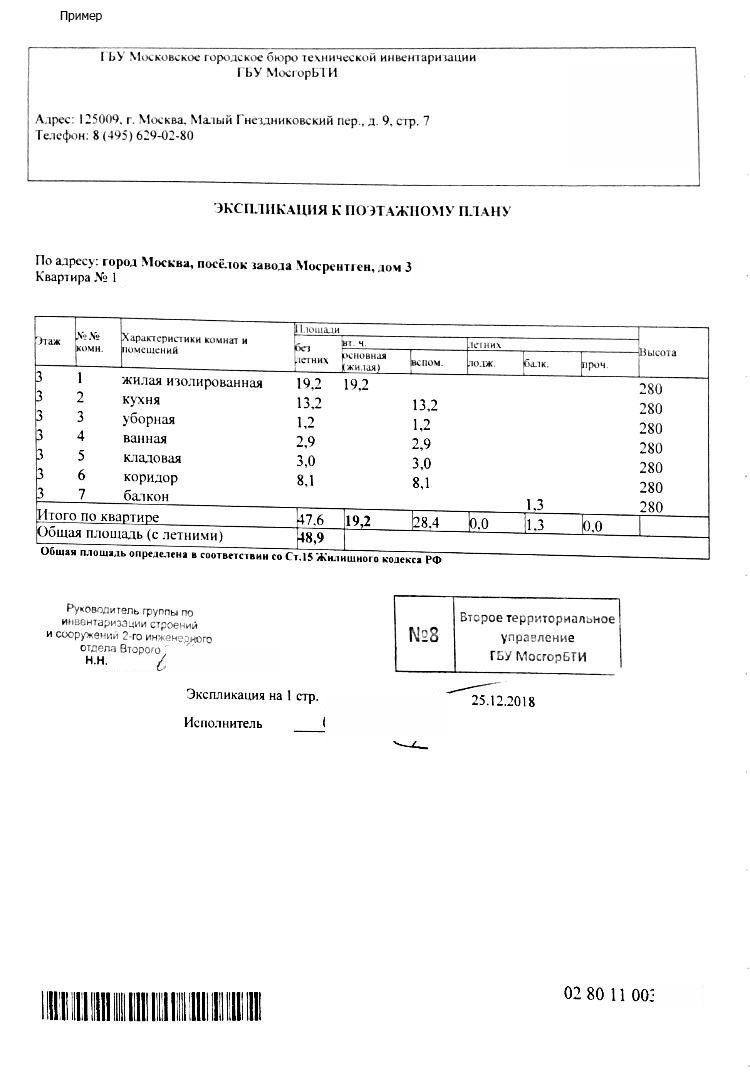 Пример
ГБУ Московское городское бюро технической инвентаризации
ГБУ МосгорБТИ
Адрес: 125009, г. Москва, Малый Гнездниковский пер., д. 9, стр. 7
Телефон: 8 (495) 629-02-80
ЭКСПЛИКАЦИЯ К ПОЭТАЖНОМУ ПЛАНУ
По адресу: город Москва, посёлок завода Мосрентген, дом 3
Квартира № 1
Площади
Этаж №№ комн. Характеристики комнат и помещений без летних вт. ч. основная (жилая) вспом. летних лодж. балк. проч. Высота
3 1 жилая изолированная 19,2 19,2 280
3 2 кухня 13,2 13,2 280
3 3 уборная 1,2 1,2 280
3 4 ванная 2,9 2,9 280
3 5 кладовая 3,0 3,0 280
3 6 коридор 8,1 8,1 280
3 7 балкон 1,3 280
Итого по квартире 47,6 19,2 28,4 0,0 1,3 0,0
Общая площадь (с летними) 48,9
Общая площадь определена в соответствии со Ст.15 Жилищного кодекса РФ
Руководитель группы по
инвентаризации строений
и сооружений 2-го инженерного
отдела Второго
Н.Н.
№8
Второе территориальное
управление
ГБУ МосгорБТИ
Экспликация на 1 стр.
25.12.2018
Исполнитель
02 80 11 003